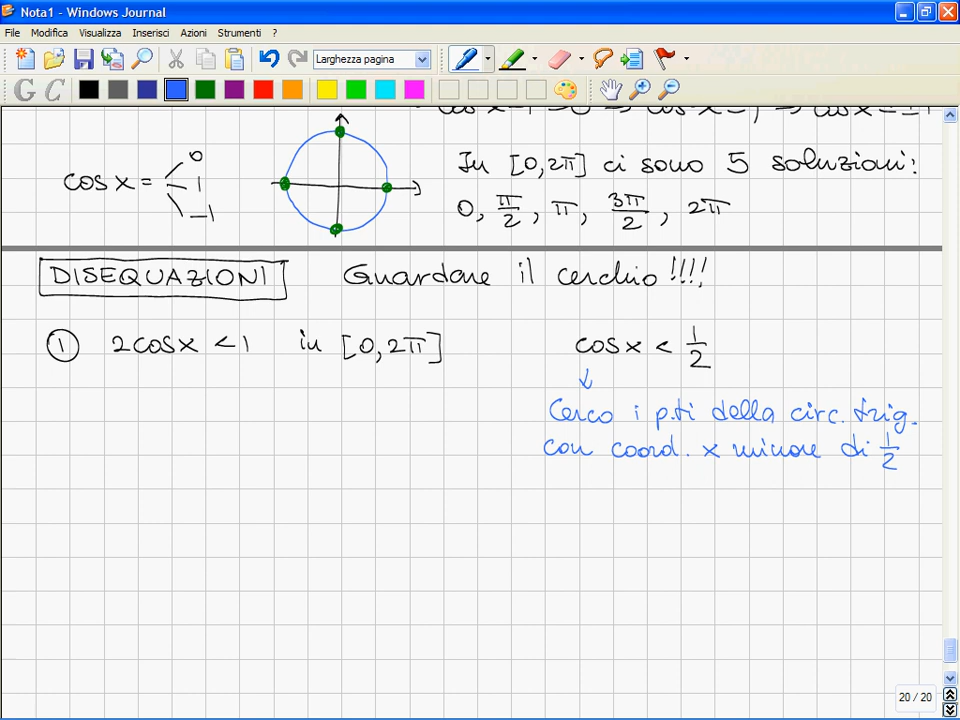 Nota1 - Windows Journal
File Modifica Visualizza Inserisci Azioni Strumenti ?
Larghezza pagina
G C
cos x =
0
1
-1
In [0,2π] ci sono 5 soluzioni:
0, π/2, π, 3π/2, 2π
DISEQUAZIONI Guardare il cerchio!!!!
① 2cosx <1 in [0,2π] cosx < 1/2
Cerco i p.ti della circ. trig.
con coord. x minore di 1/2
20 / 20